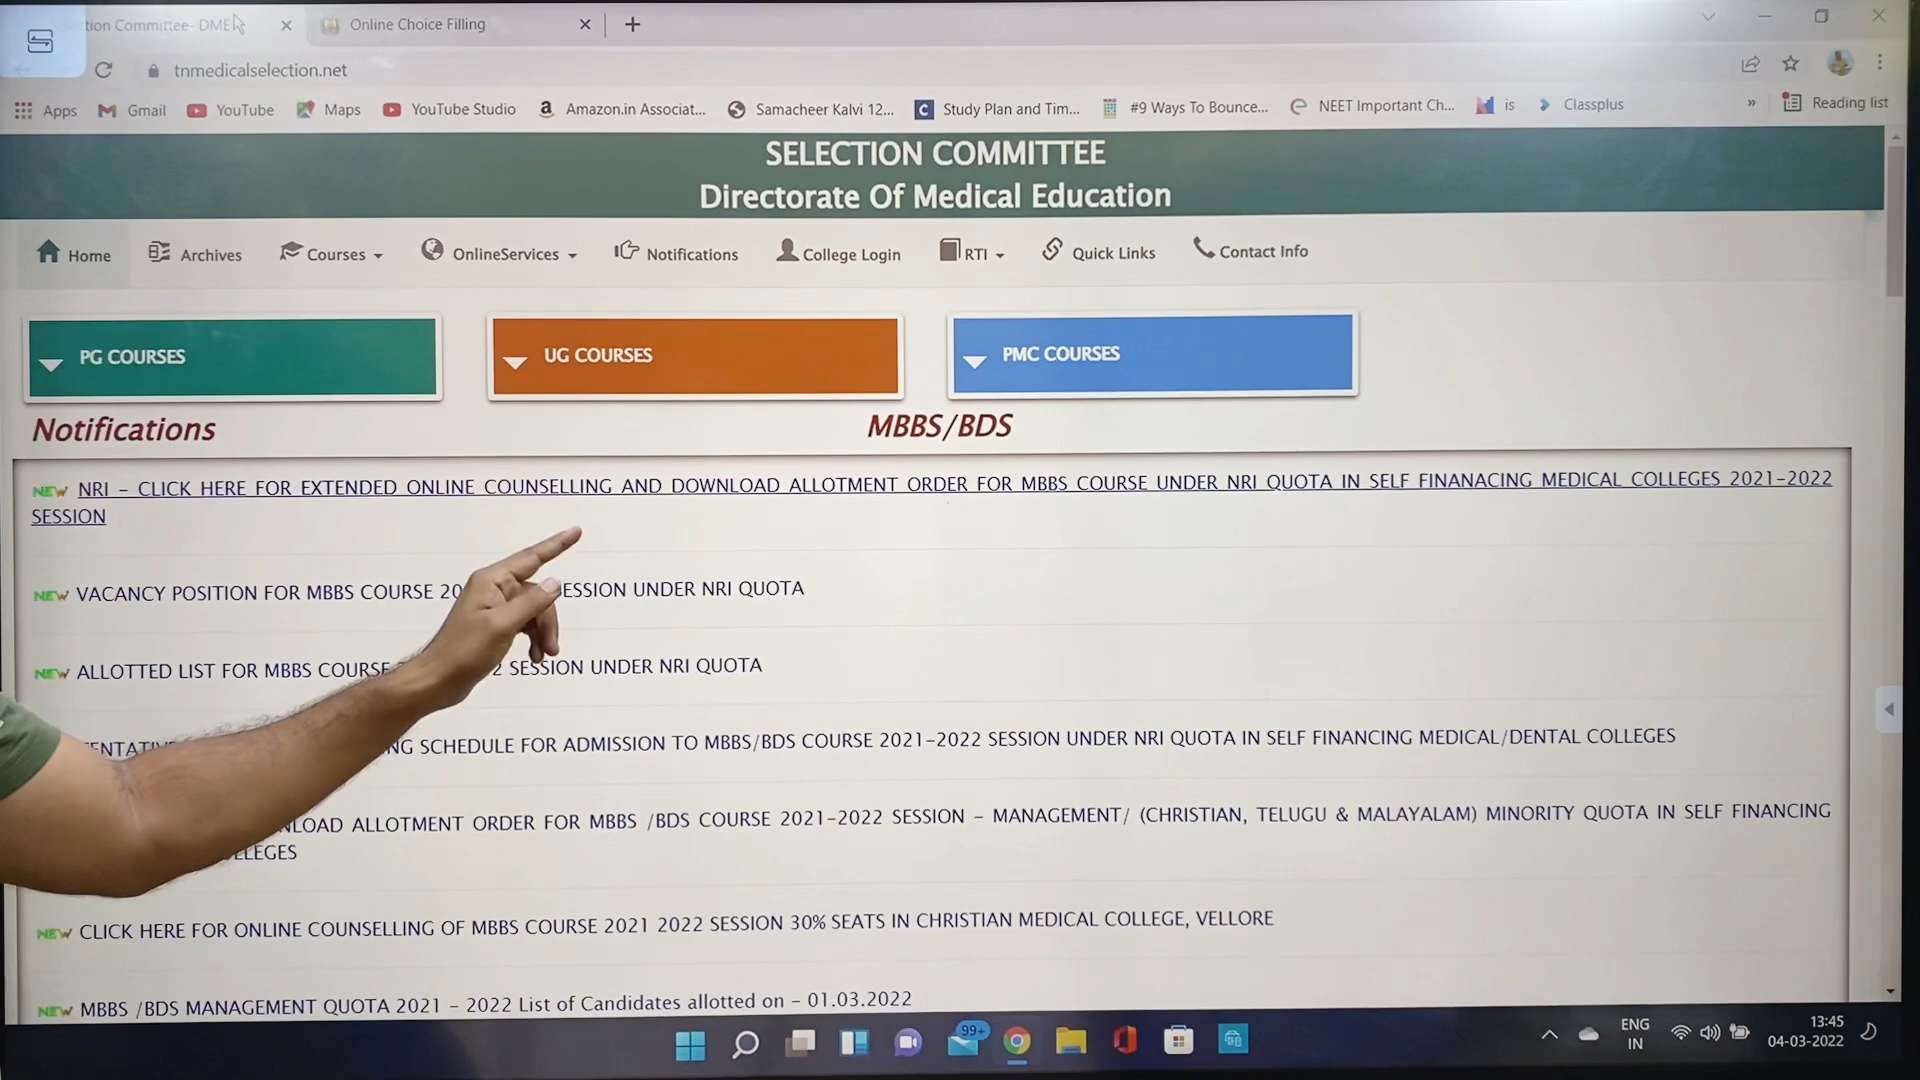 tion Committee- DME
Online Choice Filling
tnmedicalselection.net
Apps
Gmail
YouTube
Maps
YouTube Studio
Amazon.in Associat...
Samacheer Kalvi 12...
Study Plan and Tim...
#9 Ways To Bounce...
NEET Important Ch...
is
Classplus
»
Reading list
SELECTION COMMITTEE
Directorate Of Medical Education
Home
Archives
Courses
OnlineServices
Notifications
College Login
RTI
Quick Links
Contact Info
PG COURSES
UG COURSES
PMC COURSES
Notifications
MBBS/BDS
NEW NRI – CLICK HERE FOR EXTENDED ONLINE COUNSELLING AND DOWNLOAD ALLOTMENT ORDER FOR MBBS COURSE UNDER NRI QUOTA IN SELF FINANACING MEDICAL COLLEGES 2021-2022
SESSION
NEW VACANCY POSITION FOR MBBS COURSE 20 ESSION UNDER NRI QUOTA
NEW ALLOTTED LIST FOR MBBS COURSE 2 SESSION UNDER NRI QUOTA
ENTATIV NG SCHEDULE FOR ADMISSION TO MBBS/BDS COURSE 2021-2022 SESSION UNDER NRI QUOTA IN SELF FINANCING MEDICAL/DENTAL COLLEGES
NLOAD ALLOTMENT ORDER FOR MBBS /BDS COURSE 2021-2022 SESSION – MANAGEMENT/ (CHRISTIAN, TELUGU & MALAYALAM) MINORITY QUOTA IN SELF FINANCING
LLEGES
NEW CLICK HERE FOR ONLINE COUNSELLING OF MBBS COURSE 2021 2022 SESSION 30% SEATS IN CHRISTIAN MEDICAL COLLEGE, VELLORE
NEW MBBS /BDS MANAGEMENT QUOTA 2021 – 2022 List of Candidates allotted on – 01.03.2022
99+
ENG
IN
13:45
04-03-2022